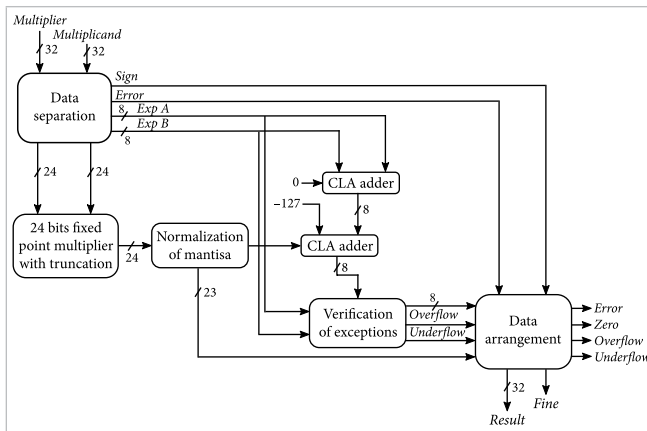 Multiplier
Multiplicand
32
32
Sign
Error
8
Exp A
Exp B
8
Data
separation
24
24
0
CLA adder
8
−127
24 bits fixed
point multiplier
with truncation
24
Normalization
of mantisa
CLA adder
8
23
Verification
of exceptions
8
Overflow
Underflow
Data
arrangement
Error
Zero
Overflow
Underflow
32
Fine
Result